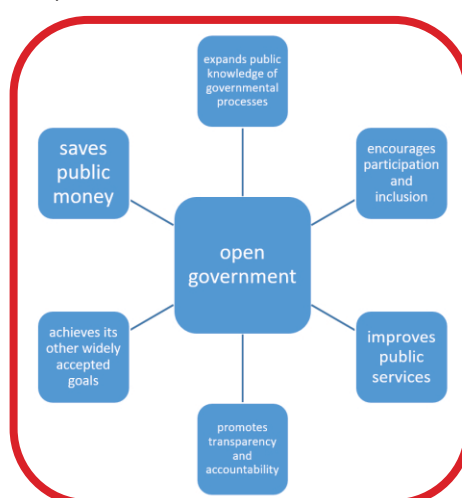 expands public
knowledge of
governmental
processes
saves
public
money
encourages
participation
and
inclusion
open
government
achieves its
other widely
accepted
goals
improves
public
services
promotes
transparency
and
accountability